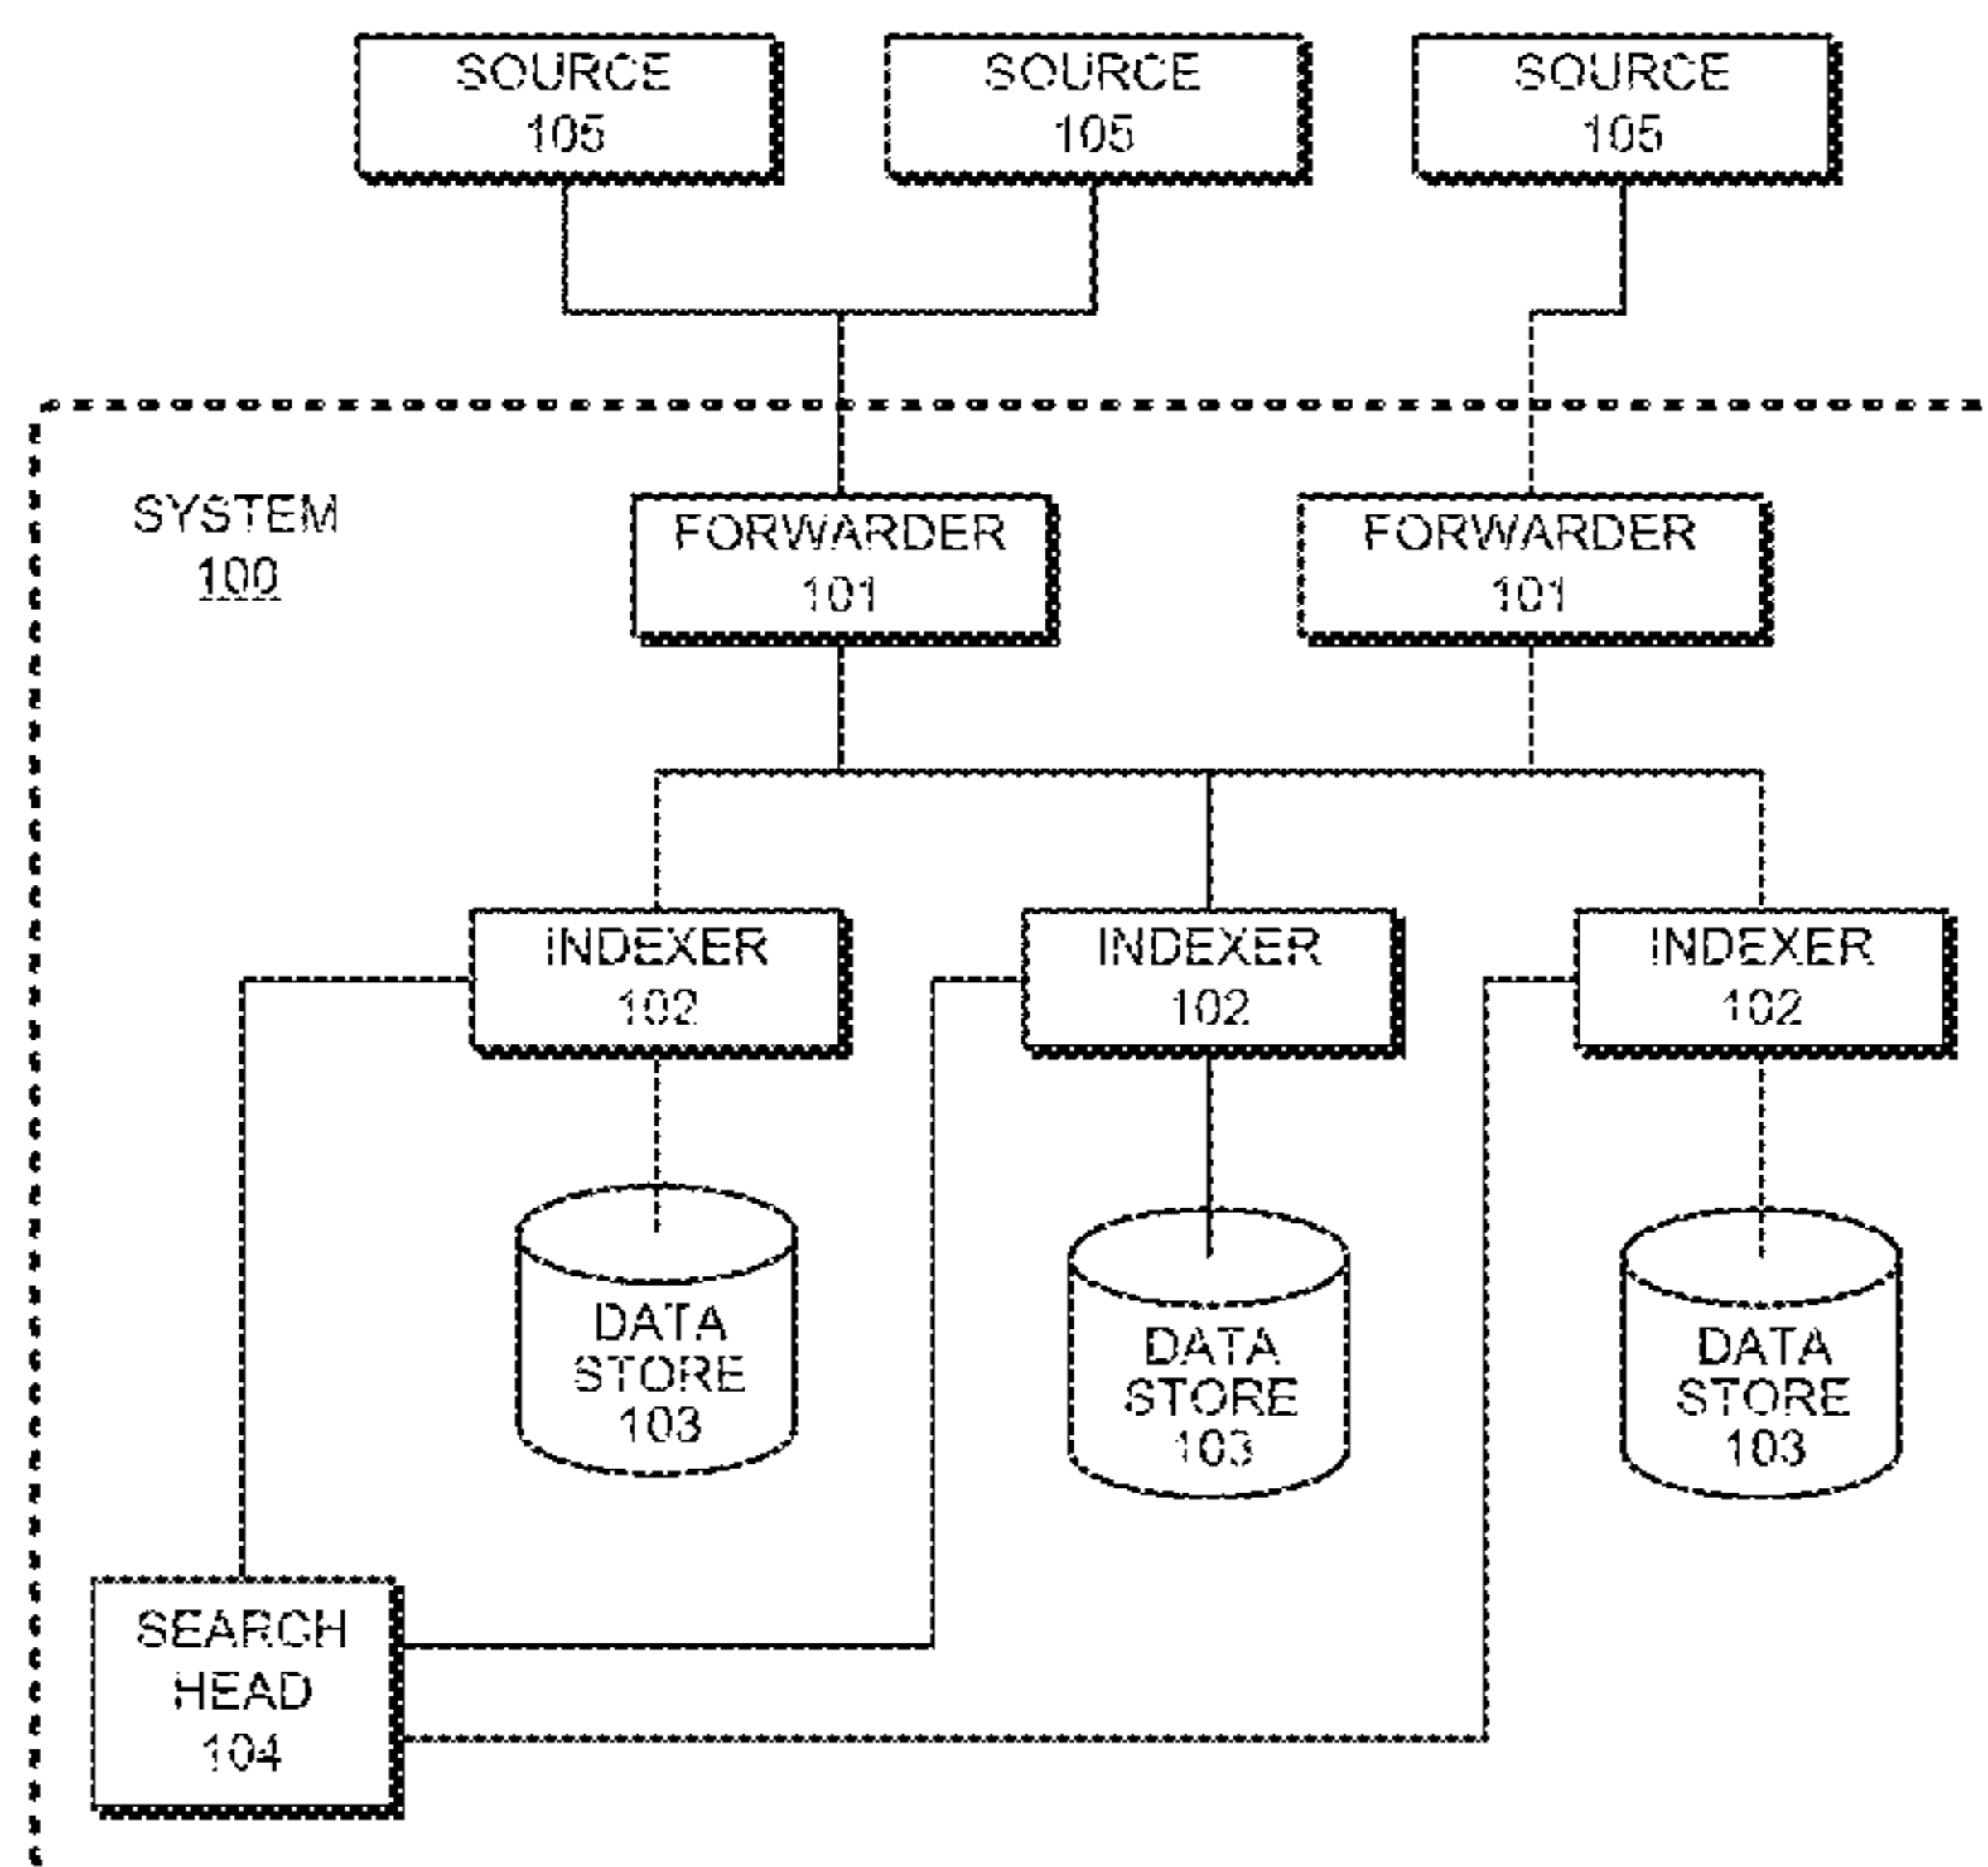 SOURCE
105
SOURCE
105
SOURCE
105
SYSTEM
100
FORWARDER
101
FORWARDER
101
INDEXER
102
INDEXER
102
INDEXER
102
DATA
STORE
103
DATA
STORE
103
DATA
STORE
103
SEARCH
HEAD
104